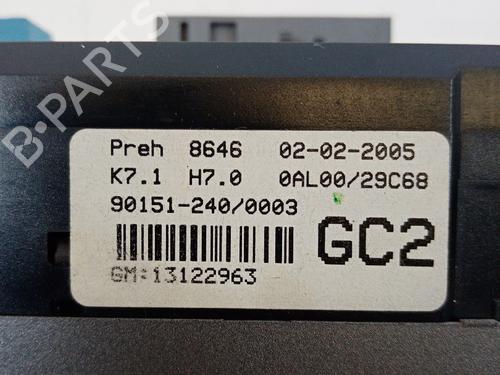 B-PARTS
Preh 8646 02-02-2005
K7.1 H7.0 0AL00/29C68
90151-240/0003
GC2
GM:13122963